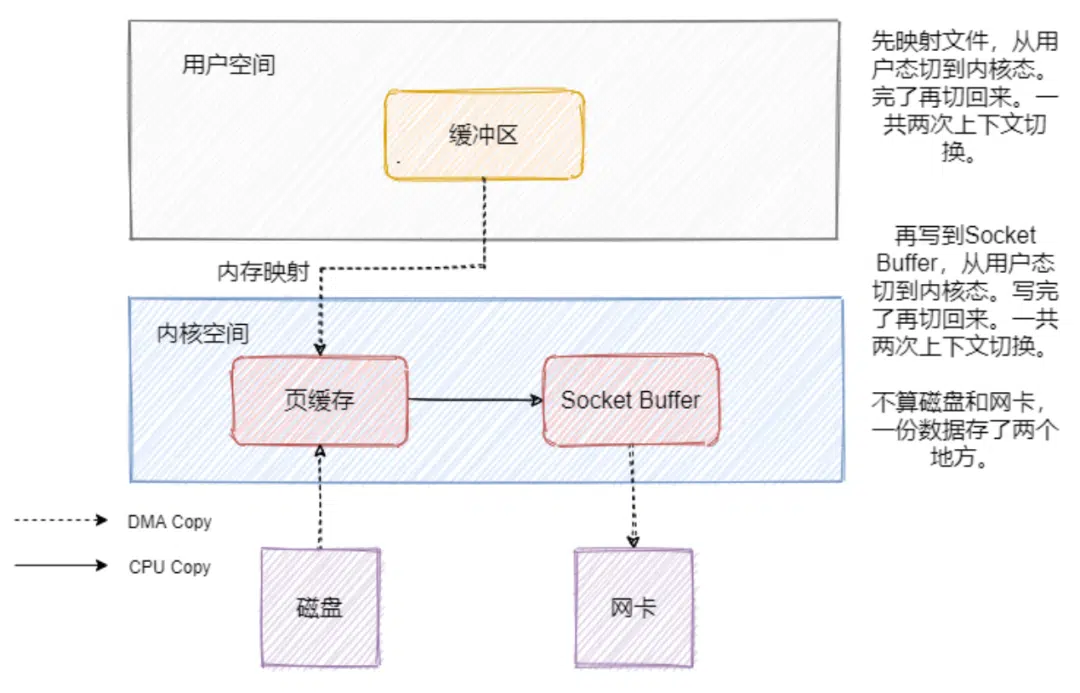 用户空间
缓冲区
内存映射
内核空间
页缓存
Socket Buffer
DMA Copy
CPU Copy
磁盘
网卡
先映射文件，从用
户态切到内核态。
完了再切回来。一
共两次上下文切
换。
再写到Socket
Buffer，从用户态
切到内核态。写完
了再切回来。一共
两次上下文切换。
不算磁盘和网卡，
一份数据存了两个
地方。